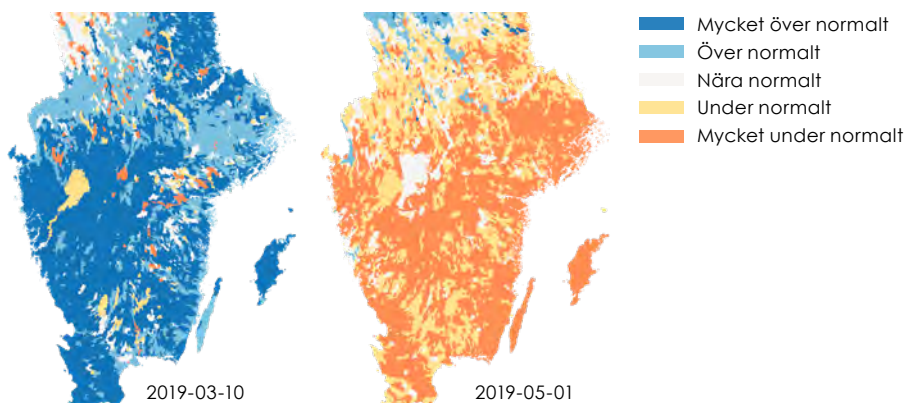 Mycket över normalt
Över normalt
Nära normalt
Under normalt
Mycket under normalt
2019-03-10
2019-05-01